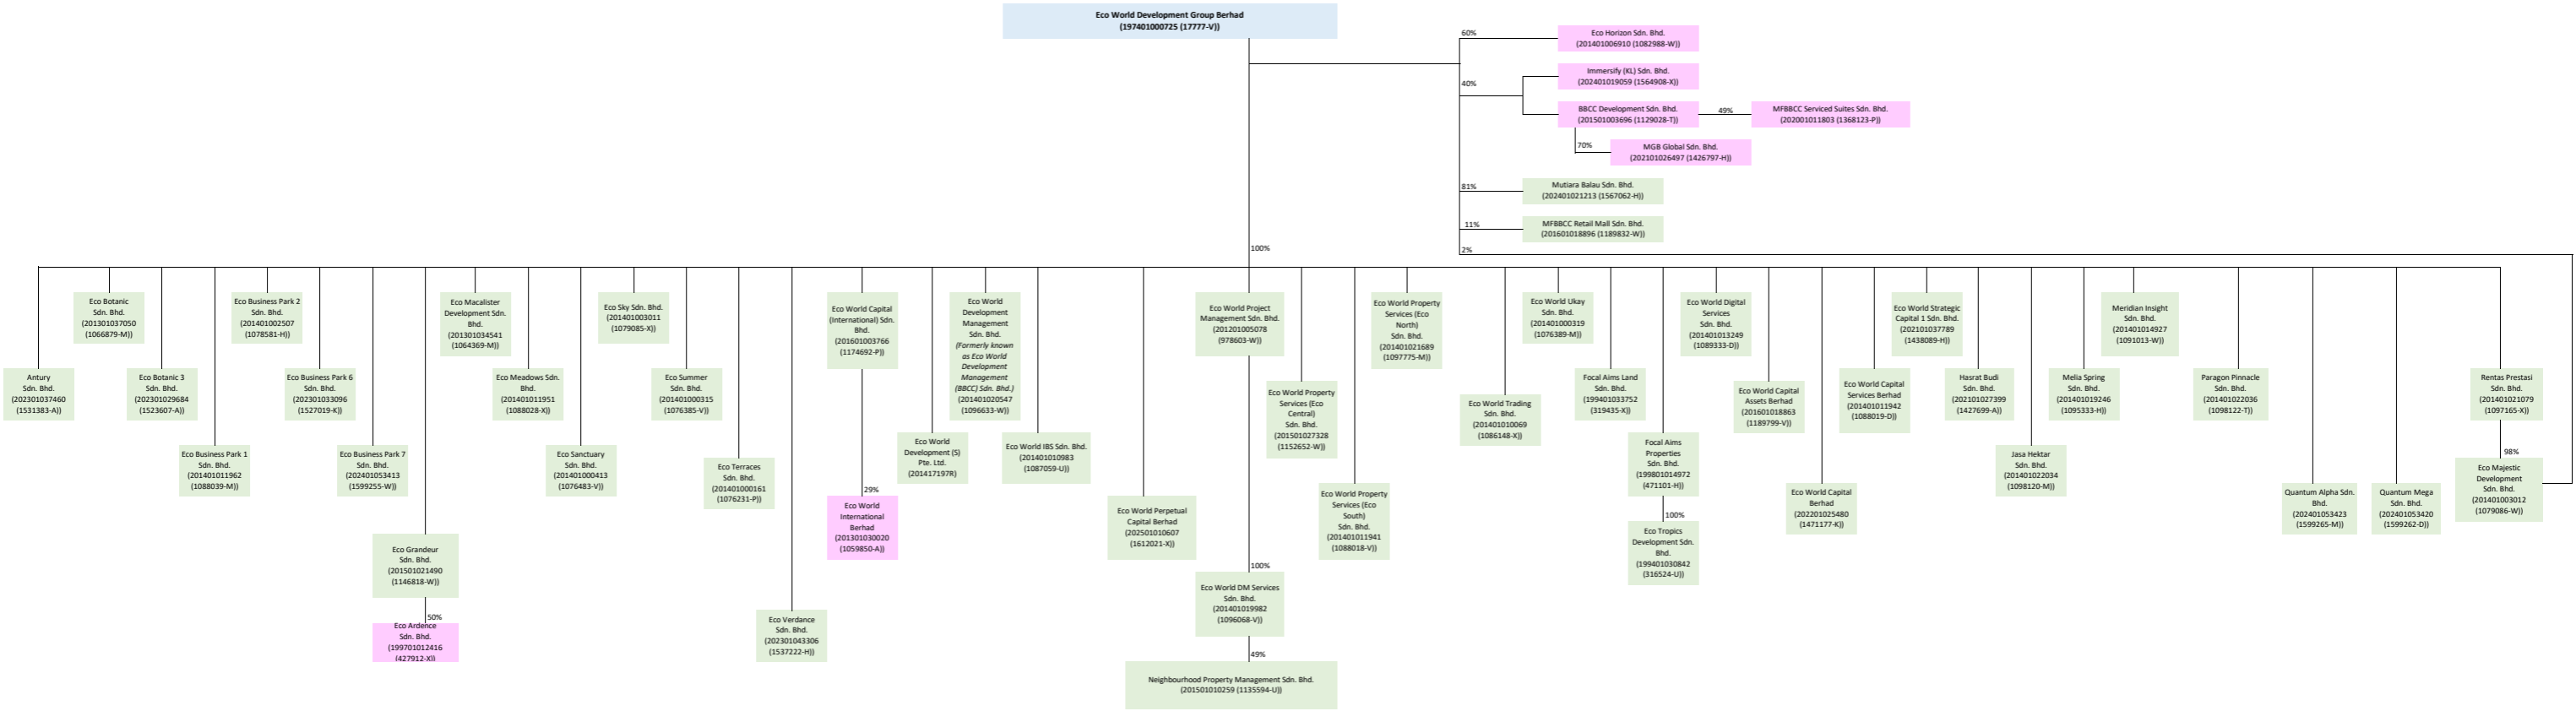 Eco World Development Group Berhad
(197401000725 (17777-V))
60%
Eco Horizon Sdn. Bhd.
(201401006910 (1082988-W))
40%
Immersify (KL) Sdn. Bhd.
(202401019059 (1564908-X))
BBCC Development Sdn. Bhd.
(201501003696 (1129028-T))
49%
MFBBCC Serviced Suites Sdn. Bhd.
(202001011803 (1368123-P))
70%
MGB Global Sdn. Bhd.
(202101026497 (1426797-H))
81%
Mutiara Balau Sdn. Bhd.
(202401021213 (1567062-H))
11%
MFBBCC Retail Mall Sdn. Bhd.
(201601018896 (1189832-W))
2%
100%
Antury
Sdn. Bhd.
(202301037460
(1531383-A))
Eco Botanic
Sdn. Bhd.
(201301037050
(1066879-M))
Eco Botanic 3
Sdn. Bhd.
(202301029684
(1523607-A))
Eco Business Park 1
Sdn. Bhd.
(201401011962
(1088039-M))
Eco Business Park 2
Sdn. Bhd.
(201401002507
(1078581-H))
Eco Business Park 6
Sdn. Bhd.
(202301033096
(1527019-K))
Eco Business Park 7
Sdn. Bhd.
(202401053413
(1599255-W))
Eco Grandeur
Sdn. Bhd.
(201501021490
(1146818-W))
50%
Eco Ardence
Sdn. Bhd.
(199701012416
(427912-X))
Eco Macalister
Development Sdn.
Bhd.
(201301034541
(1064369-M))
Eco Meadows Sdn.
Bhd.
(201401011951
(1088028-X))
Eco Sanctuary
Sdn. Bhd.
(201401000413
(1076483-V))
Eco Sky Sdn. Bhd.
(201401003011
(1079085-X))
Eco Summer
Sdn. Bhd.
(201401000315
(1076385-V))
Eco Terraces
Sdn. Bhd.
(201401000161
(1076231-P))
Eco Verdance
Sdn. Bhd.
(202301043306
(1537222-H))
Eco World Capital
(International) Sdn.
Bhd.
(201601003766
(1174692-P))
29%
Eco World
International
Berhad
(201301030020
(1059850-A))
Eco World
Development (S)
Pte. Ltd.
(201417197R)
Eco World
Development
Management
Sdn. Bhd.
(Formerly known
as Eco World
Development
Management
(BBCC) Sdn. Bhd.)
(201401020547
(1096633-W))
Eco World IBS Sdn. Bhd.
(201401010983
(1087059-U))
Eco World Perpetual
Capital Berhad
(202501010607
(1612021-X))
Eco World Project
Management Sdn. Bhd.
(201201005078
(978603-W))
100%
Eco World DM Services
Sdn. Bhd.
(201401019982
(1096068-V))
49%
Neighbourhood Property Management Sdn. Bhd.
(201501010259 (1135594-U))
Eco World Property
Services (Eco
Central)
Sdn. Bhd.
(201501027328
(1152652-W))
Eco World Property
Services (Eco
South)
Sdn. Bhd.
(201401011941
(1088018-V))
Eco World Property
Services (Eco
North)
Sdn. Bhd.
(201401021689
(1097775-M))
Eco World Trading
Sdn. Bhd.
(201401010069
(1086148-X))
Eco World Ukay
Sdn. Bhd.
(201401000319
(1076389-M))
Focal Aims Land
Sdn. Bhd.
(199401033752
(319435-X))
Focal Aims
Properties
Sdn. Bhd.
(199801014972
(471101-H))
100%
Eco Tropics
Development Sdn.
Bhd.
(199401030842
(316524-U))
Eco World Digital
Services
Sdn. Bhd.
(201401013249
(1089333-D))
Eco World Capital
Assets Berhad
(201601018863
(1189799-V))
Eco World Capital
Berhad
(202201025480
(1471177-K))
Eco World Capital
Services Berhad
(201401011942
(1088019-D))
Eco World Strategic
Capital 1 Sdn. Bhd.
(202101037789
(1438089-H))
Hasrat Budi
Sdn. Bhd.
(202101027399
(1427699-A))
Jasa Hektar
Sdn. Bhd.
(201401022034
(1098120-M))
Melia Spring
Sdn. Bhd.
(201401019246
(1095333-H))
Meridian Insight
Sdn. Bhd.
(201401014927
(1091013-W))
Paragon Pinnacle
Sdn. Bhd.
(201401022036
(1098122-T))
Quantum Alpha Sdn.
Bhd.
(202401053423
(1599265-M))
Quantum Mega
Sdn. Bhd.
(202401053420
(1599262-D))
Rentas Prestasi
Sdn. Bhd.
(201401021079
(1097165-X))
98%
Eco Majestic
Development
Sdn. Bhd.
(201401003012
(1079086-W))